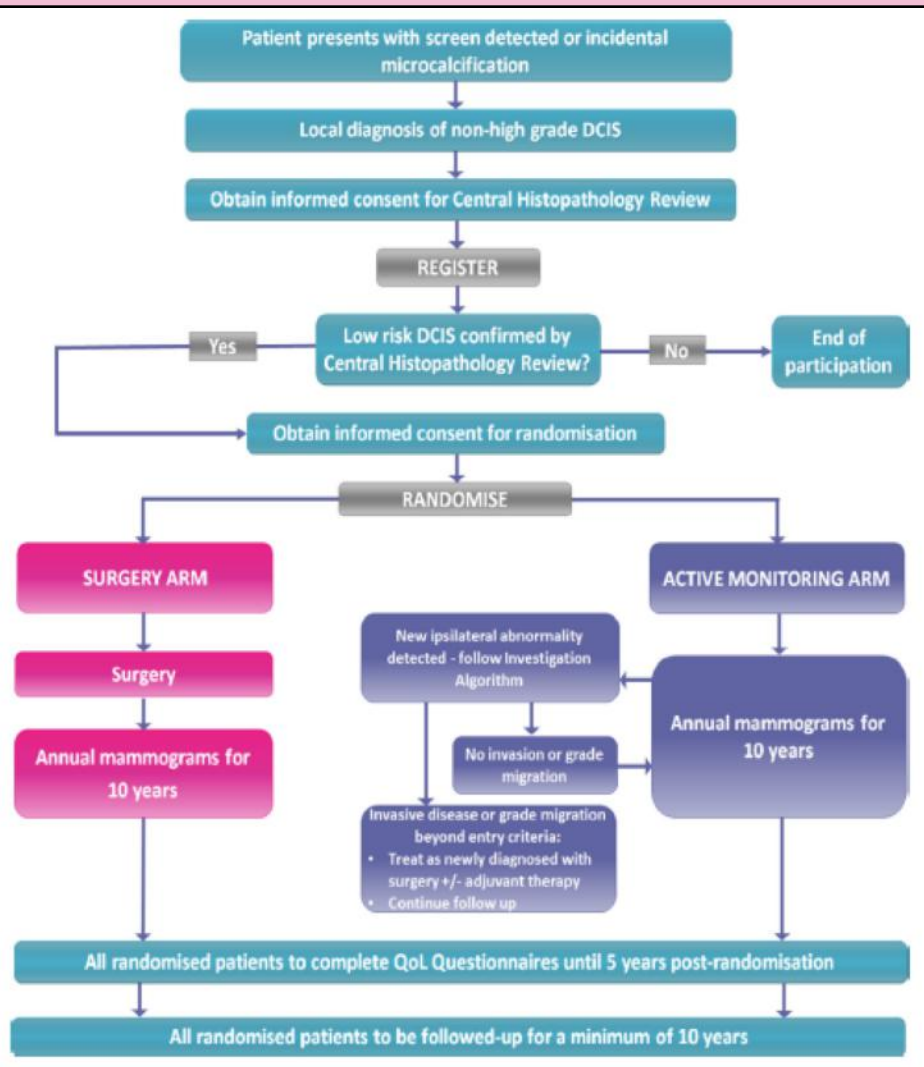 Patient presents with screen detected or incidental
microcalcification
Local diagnosis of non-high grade DCIS
Obtain informed consent for Central Histopathology Review
REGISTER
Low risk DCIS confirmed by
Central Histopathology Review?
Yes
No
End of
participation
Obtain informed consent for randomisation
RANDOMISE
SURGERY ARM
Surgery
Annual mammograms for
10 years
ACTIVE MONITORING ARM
New ipsilateral abnormality
detected - follow Investigation
Algorithm
Annual mammograms for
10 years
No invasion or grade
migration
Invasive disease or grade migration
beyond entry criteria:
• Treat as newly diagnosed with
surgery +/- adjuvant therapy
• Continue follow up
All randomised patients to complete QoL Questionnaires until 5 years post-randomisation
All randomised patients to be followed-up for a minimum of 10 years